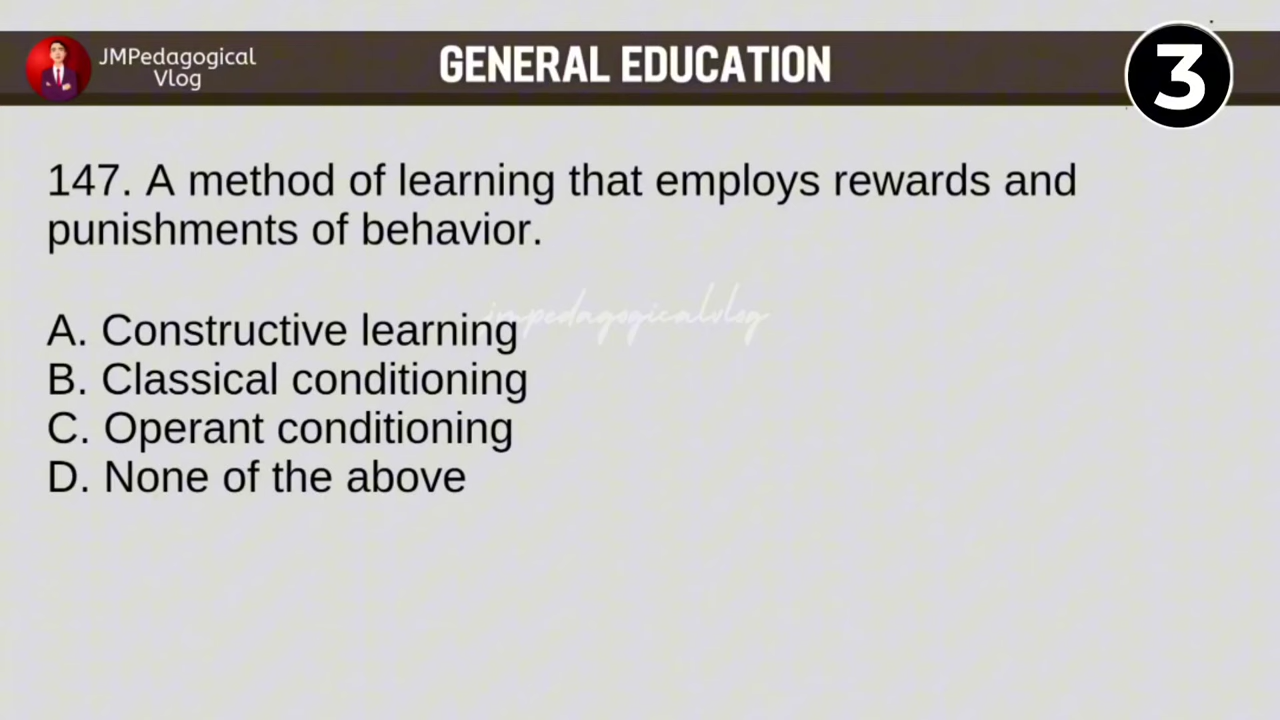 JMPedagogical
Vlog
GENERAL EDUCATION
3
147. A method of learning that employs rewards and
punishments of behavior.
jmpedagogicalvlog
A. Constructive learning
B. Classical conditioning
C. Operant conditioning
D. None of the above